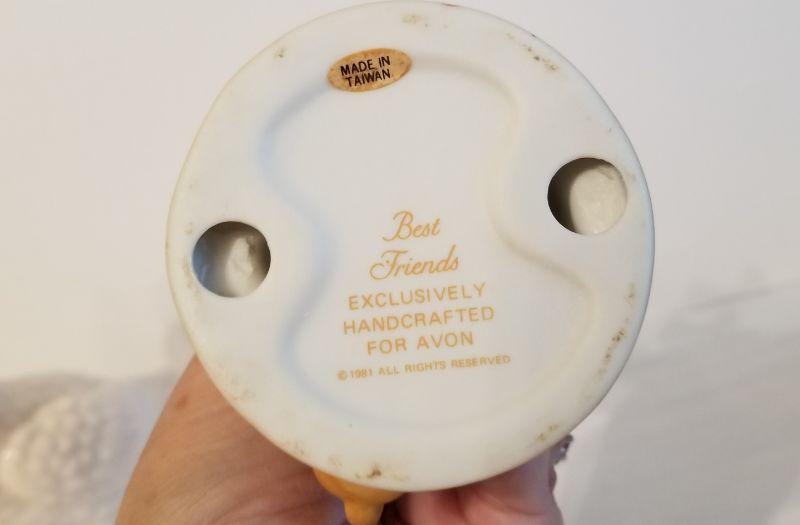 MADE IN
TAIWAN
Best
Friends
EXCLUSIVELY
HANDCRAFTED
FOR AVON
©1981 ALL RIGHTS RESERVED